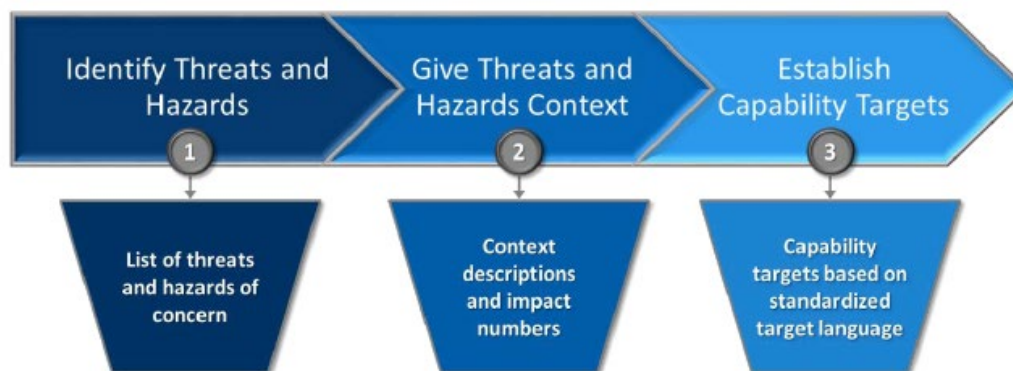 Identify Threats and
Hazards
1
Give Threats and
Hazards Context
2
Establish
Capability Targets
3
List of threats
and hazards of
concern
Context
descriptions
and impact
numbers
Capability
targets based on
standardized
target language